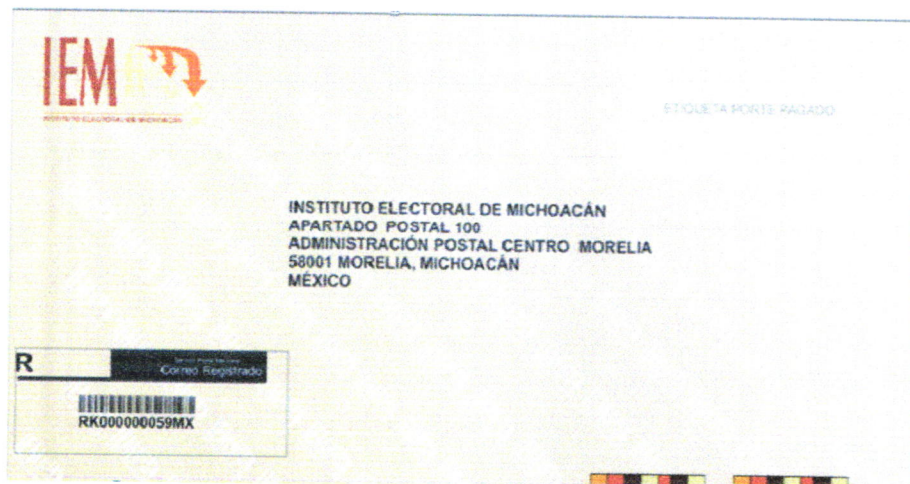 IEM
INSTITUTO ELECTORAL DE MICHOACÁN
ETIQUETA PORTE PAGADO
INSTITUTO ELECTORAL DE MICHOACÁN
APARTADO POSTAL 100
ADMINISTRACIÓN POSTAL CENTRO MORELIA
58001 MORELIA, MICHOACÁN
MÉXICO
R
Correo Registrado
RK000000059MX